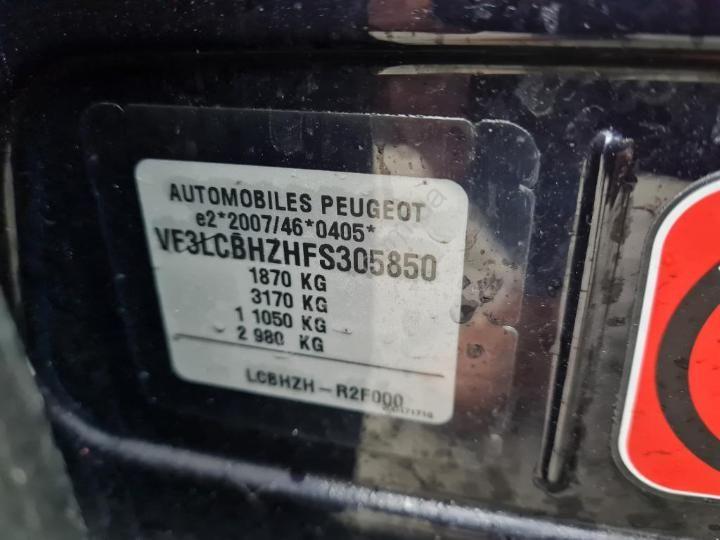 AUTOMOBILES PEUGEOT
e2*2007/46*0405*
VF3LCBHZHFS305850
1870 KG
3170 KG
1 1050 KG
2 980 KG
LCBHZH - R2F000